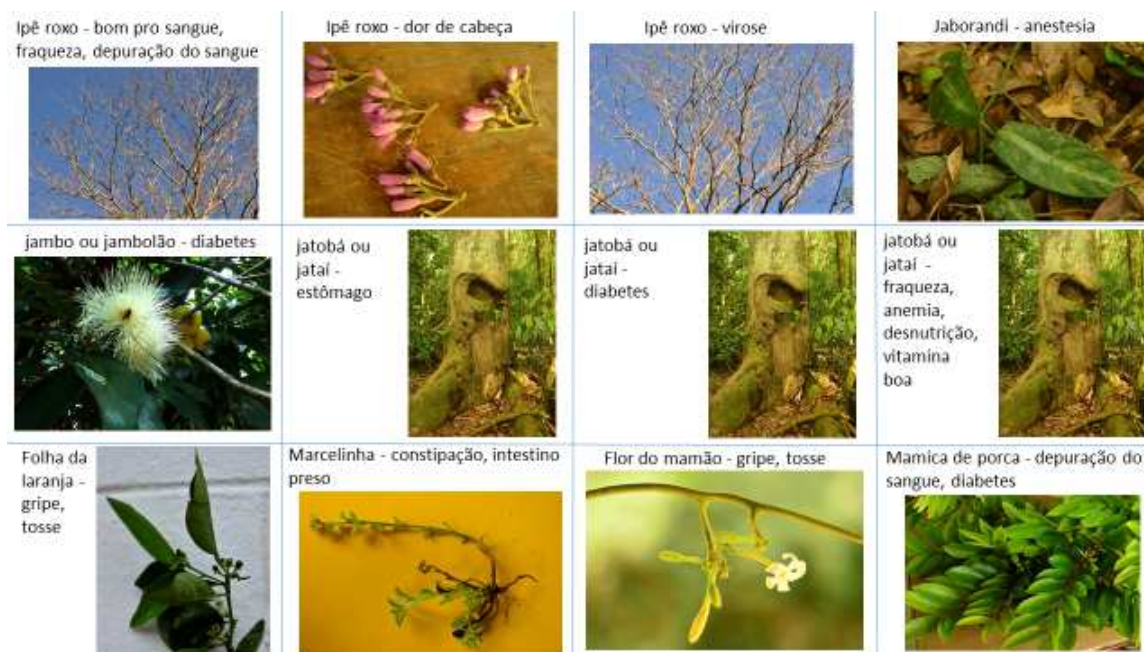 Ipê roxo - bom pro sangue,
fraqueza, depuração do sangue
Ipê roxo - dor de cabeça
Ipê roxo - virose
Jaborandi - anestesia
jambo ou jambolão - diabetes
jatobá ou
jataí -
estômago
jatobá ou
jataí -
diabetes
jatobá ou
jataí -
fraqueza,
anemia,
desnutrição,
vitamina
boa
Folha da
laranja -
gripe,
tosse
Marcelinha - constipação, intestino
preso
Flor do mamão - gripe, tosse
Mamica de porca - depuração do
sangue, diabetes